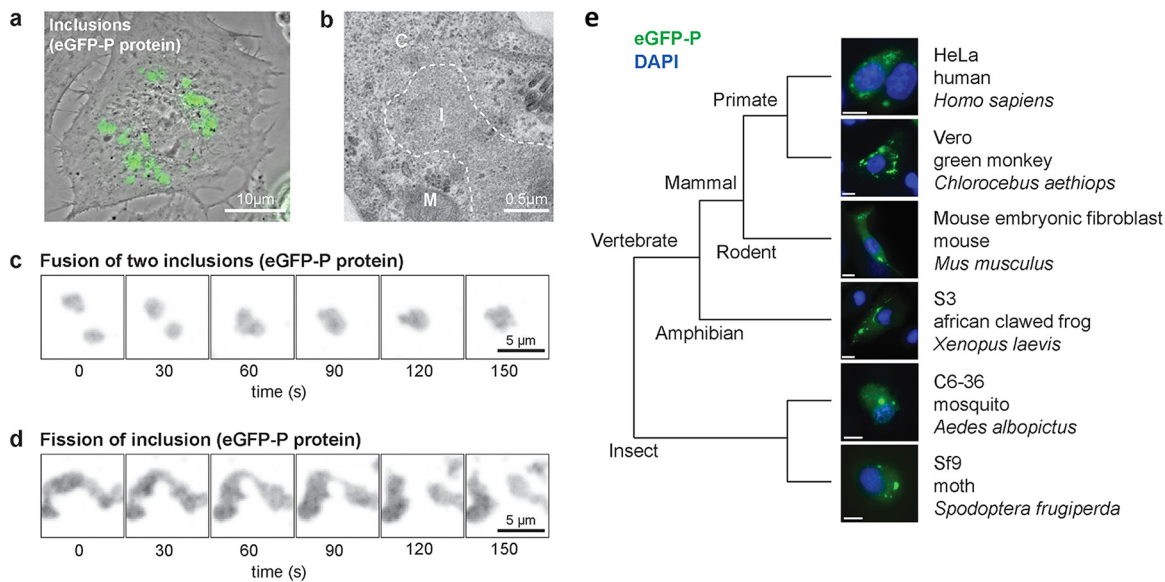 a
Inclusions
(eGFP-P protein)
10µm
b
C
I
M
0.5µm
c Fusion of two inclusions (eGFP-P protein)
5 µm
0 30 60 90 120 150
time (s)
d Fission of inclusion (eGFP-P protein)
5 µm
0 30 60 90 120 150
time (s)
e
eGFP-P
DAPI
Primate
Mammal
Vertebrate
Rodent
Amphibian
Insect
HeLa
human
Homo sapiens
Vero
green monkey
Chlorocebus aethiops
Mouse embryonic fibroblast
mouse
Mus musculus
S3
african clawed frog
Xenopus laevis
C6-36
mosquito
Aedes albopictus
Sf9
moth
Spodoptera frugiperda